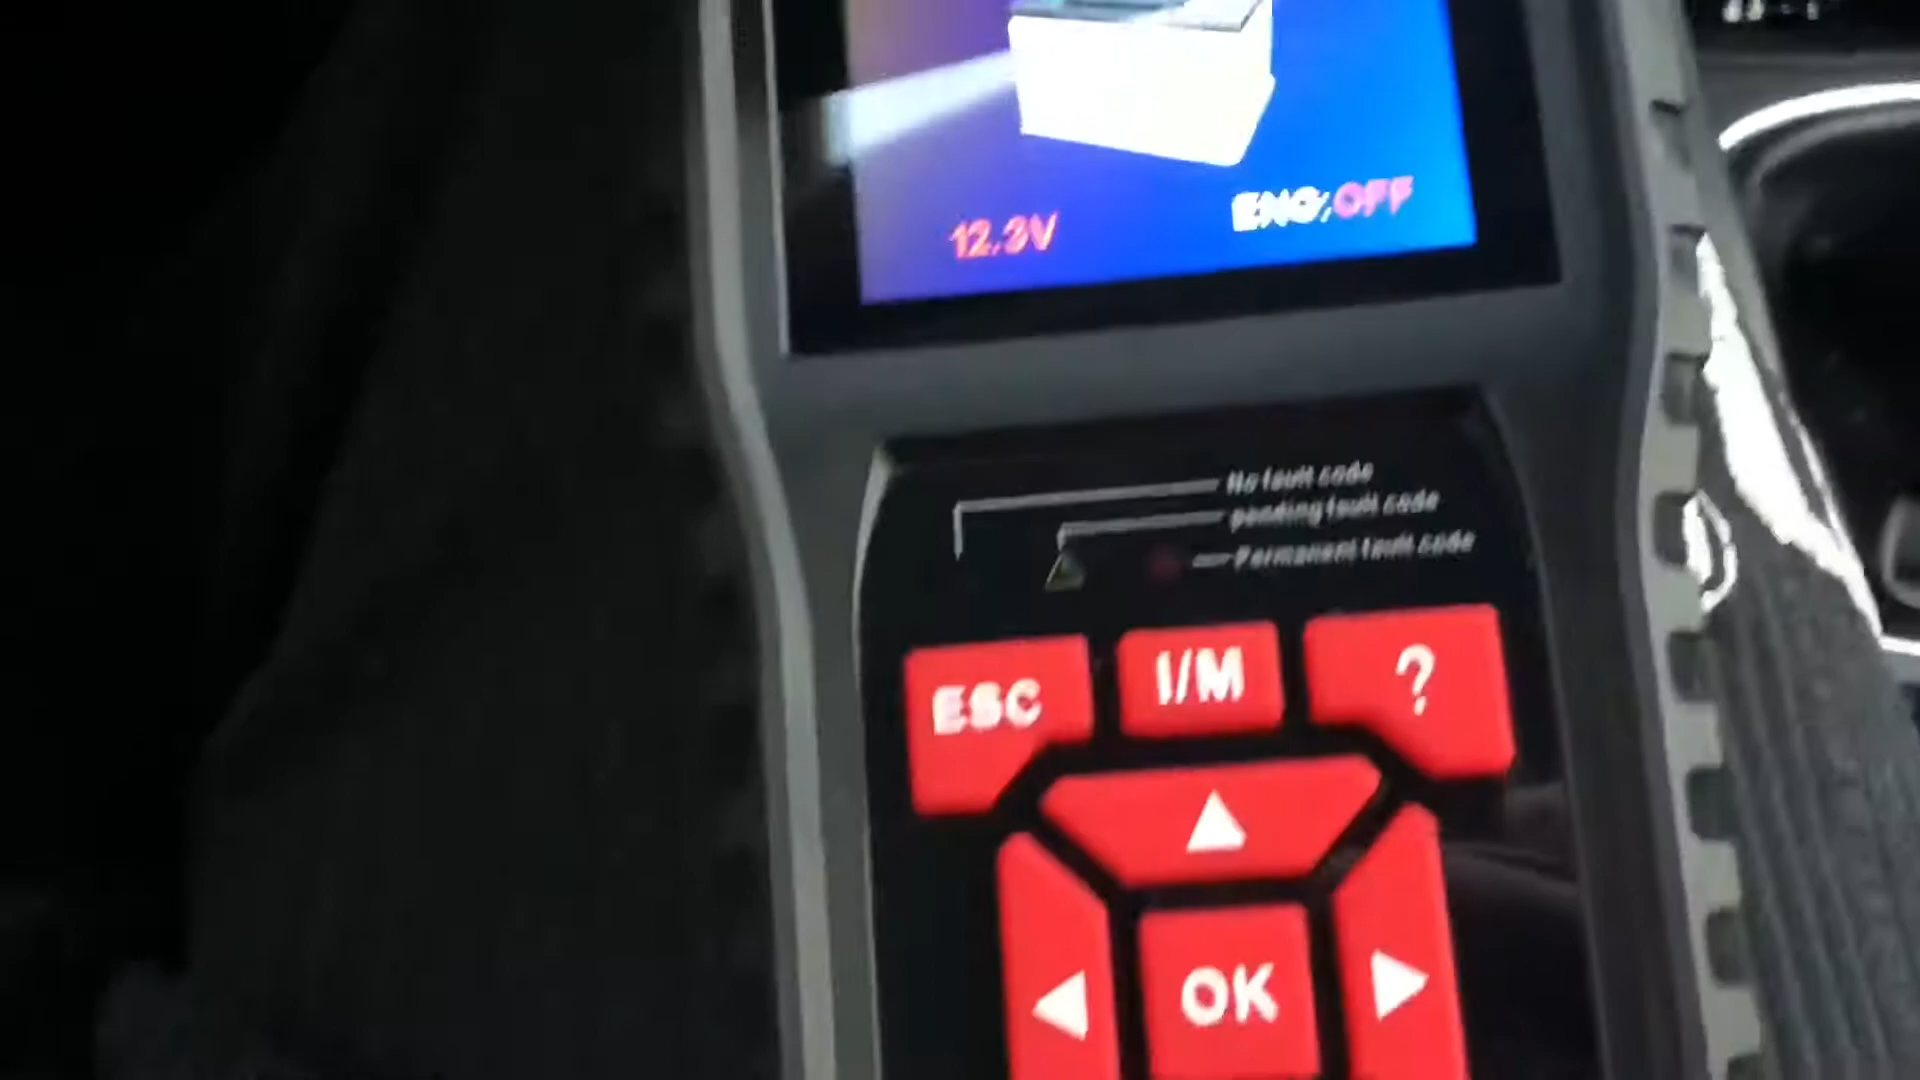 12.3V
ENG:OFF
No fault code
pending fault code
Permanent fault code
ESC
I/M
?
OK